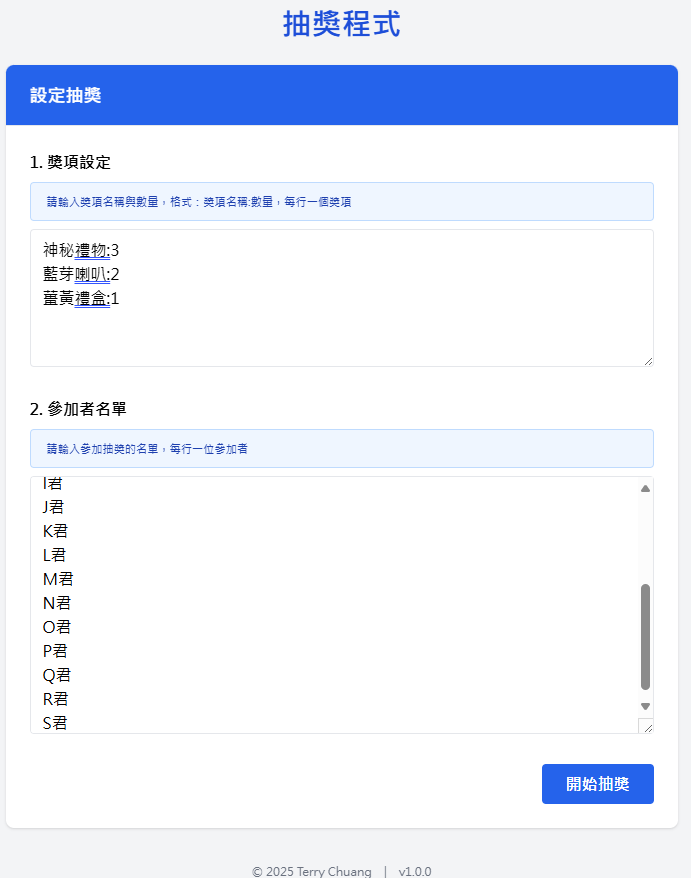 抽獎程式
設定抽獎
1. 獎項設定
請輸入獎項名稱與數量，格式：獎項名稱:數量，每行一個獎項
神秘禮物:3
藍芽喇叭:2
薑黃禮盒:1
2. 參加者名單
請輸入參加抽獎的名單，每行一位參加者
I君
J君
K君
L君
M君
N君
O君
P君
Q君
R君
S君
開始抽獎
© 2025 Terry Chuang | v1.0.0